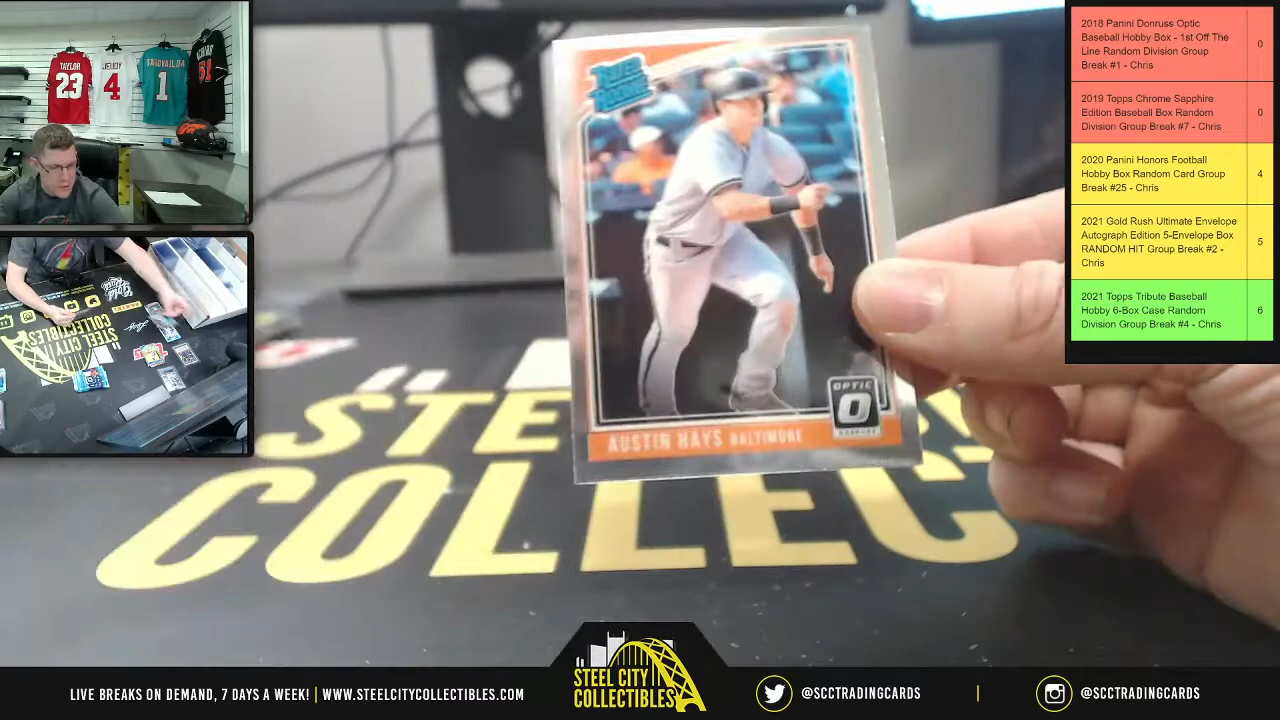 TAYLOR
23
JEUDY
4
TAGOVAILOA
1
51
2018 Panini Donruss Optic
Baseball Hobby Box - 1st Off The
Line Random Division Group
Break #1 - Chris
0
2019 Topps Chrome Sapphire
Edition Baseball Box Random
Division Group Break #7 - Chris
0
2020 Panini Honors Football
Hobby Box Random Card Group
Break #25 - Chris
4
2021 Gold Rush Ultimate Envelope
Autograph Edition 5-Envelope Box
RANDOM HIT Group Break #2 -
Chris
5
2021 Topps Tribute Baseball
Hobby 6-Box Case Random
Division Group Break #4 - Chris
6
RATED
ROOKIE
OPTIC
O
AUSTIN HAYS BALTIMORE
STE
COLLEC
STEEL CITY
COLLECTIBLES
LIVE BREAKS ON DEMAND, 7 DAYS A WEEK! | WWW.STEELCITYCOLLECTIBLES.COM
STEEL CITY
COLLECTIBLES
@SCCTRADINGCARDS
|
@SCCTRADINGCARDS